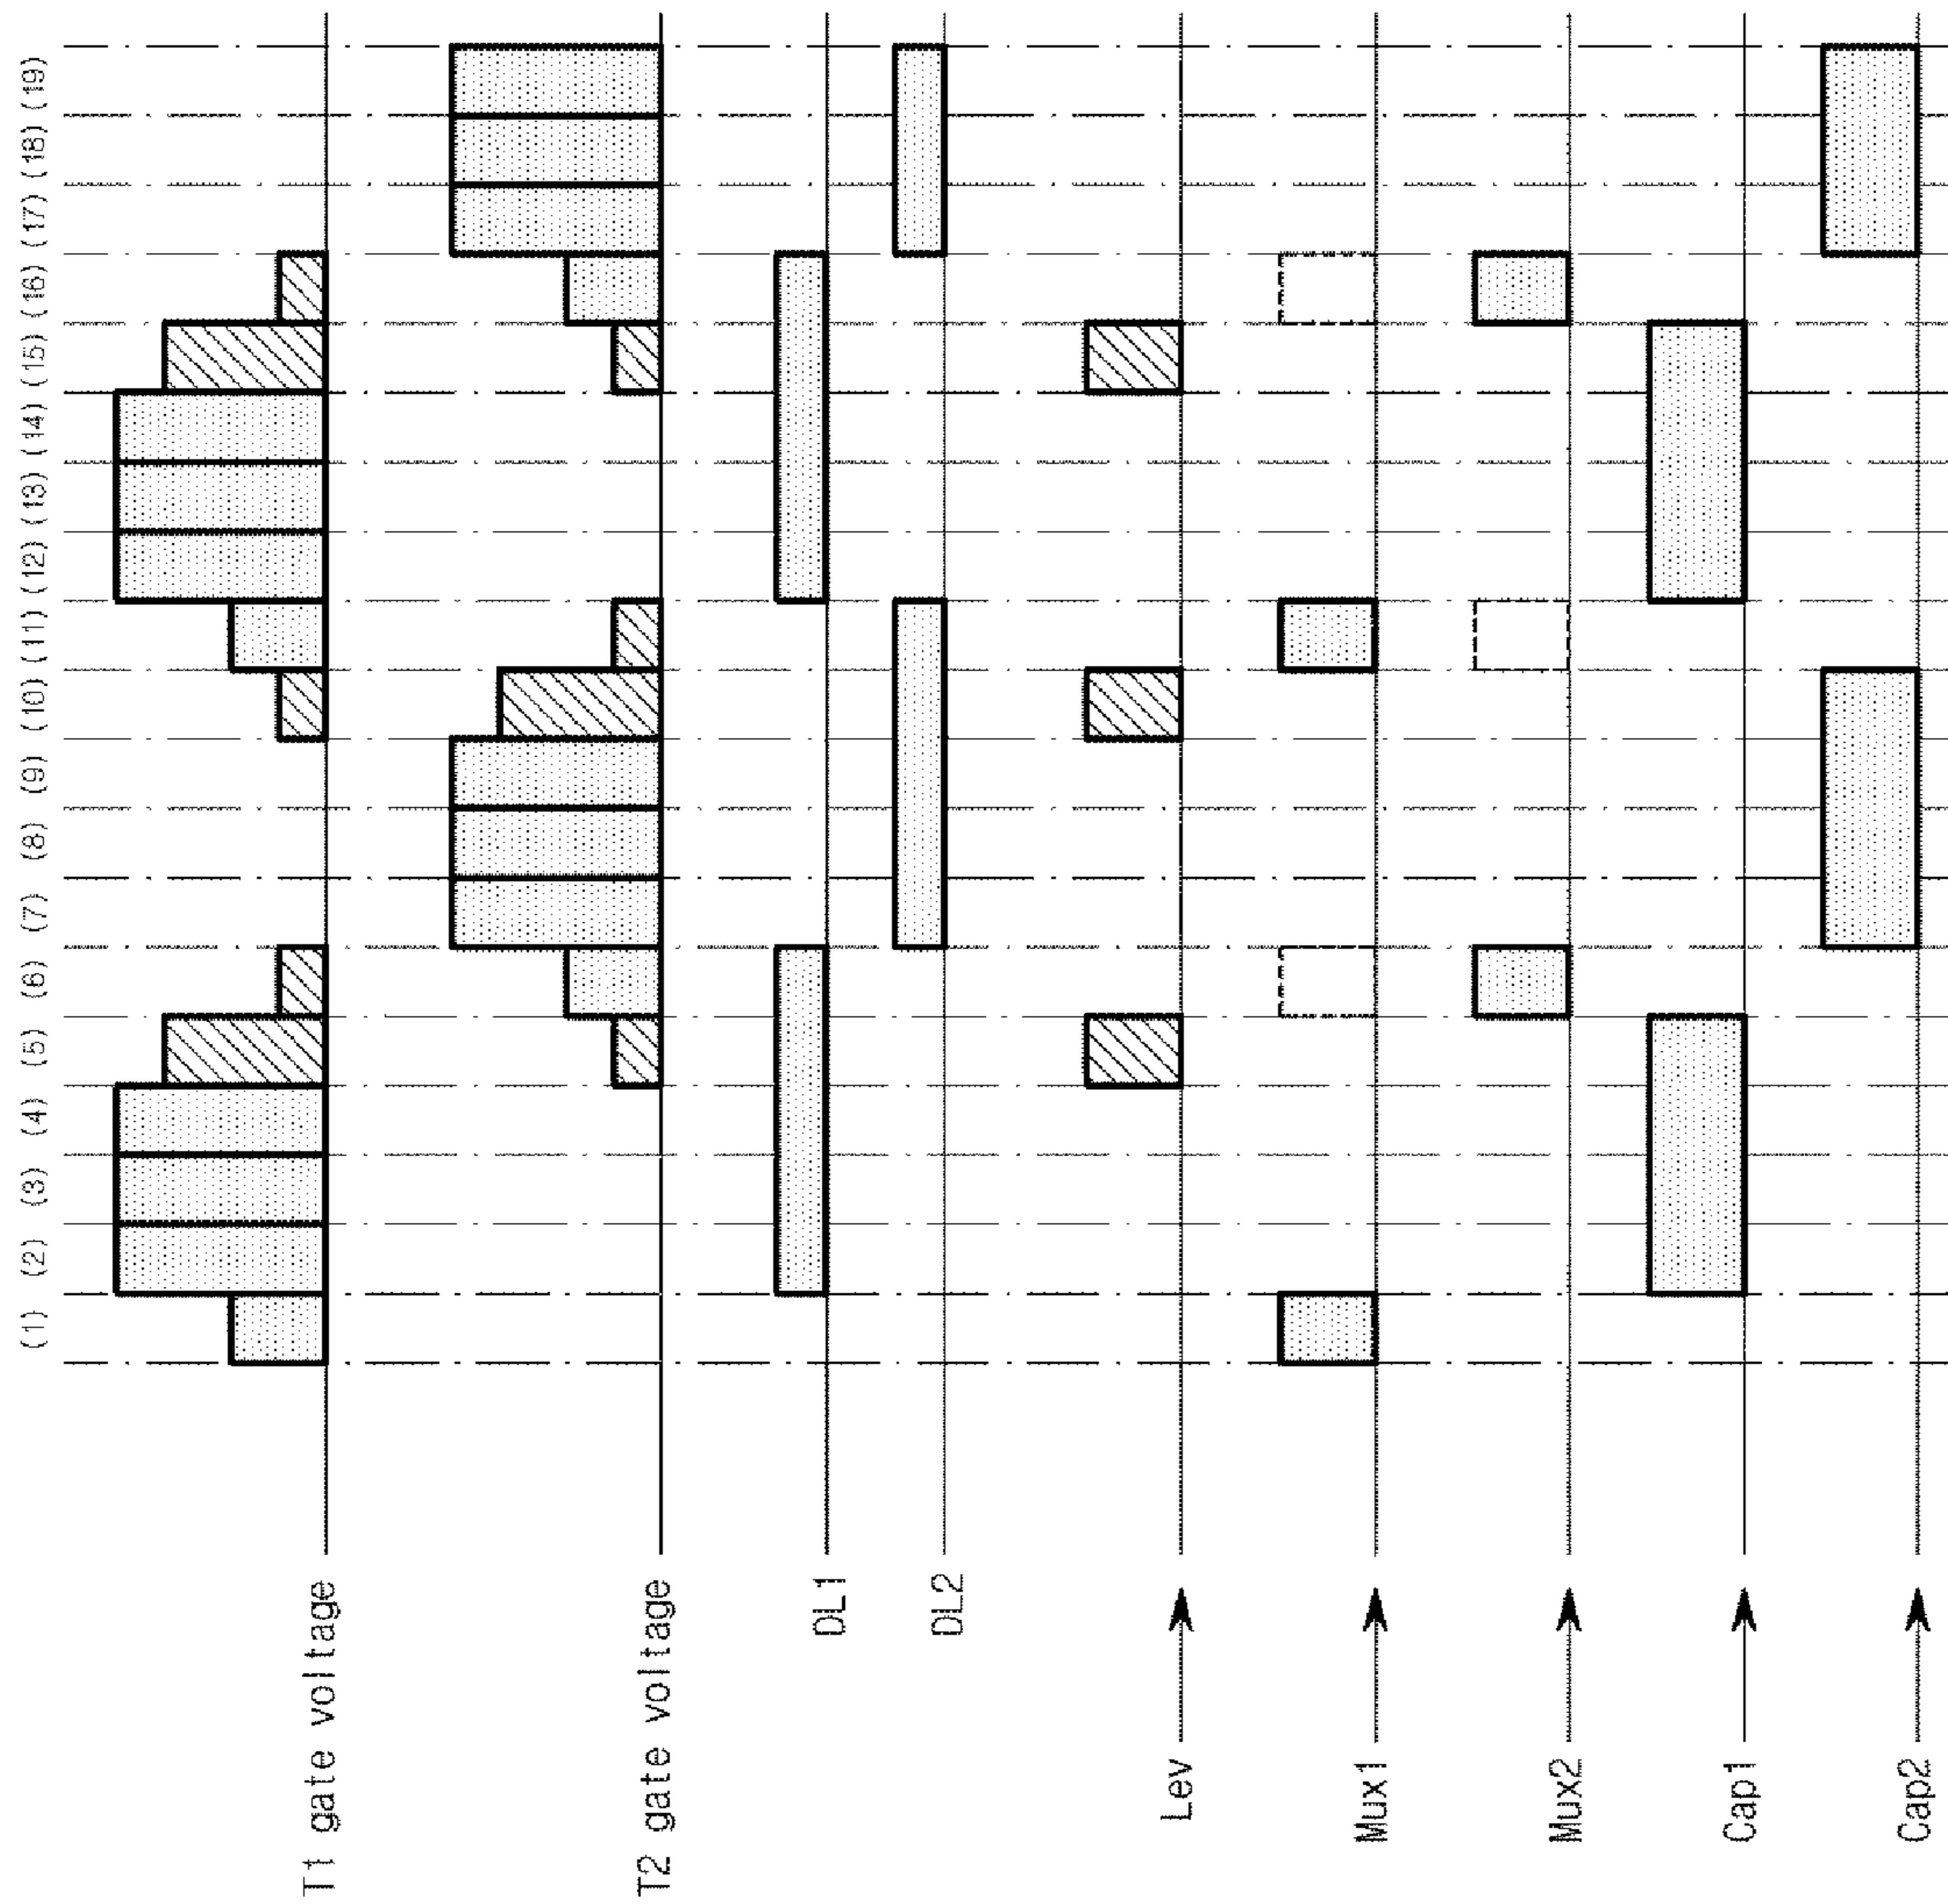 (1) (2) (3) (4) (5) (6) (7) (8) (9) (10) (11) (12) (13) (14) (15) (16) (17) (18) (19)
T1 gate voltage
T2 gate voltage
DL1
DL2
Lev
Mux1
Mux2
Cap1
Cap2